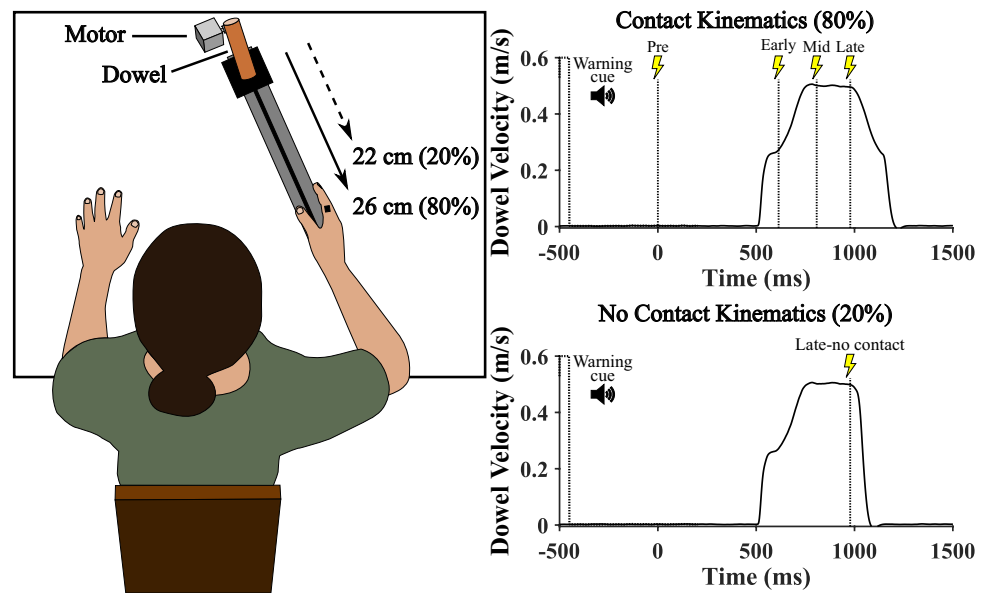 Motor
Dowel
22 cm (20%)
26 cm (80%)
Contact Kinematics (80%)
Pre
Early
Mid
Late
Warning
cue
Dowel Velocity (m/s)
0.6
0.4
0.2
0
-500
0
500
1000
1500
Time (ms)
No Contact Kinematics (20%)
Late-no contact
Warning
cue
Dowel Velocity (m/s)
0.6
0.4
0.2
0
-500
0
500
1000
1500
Time (ms)